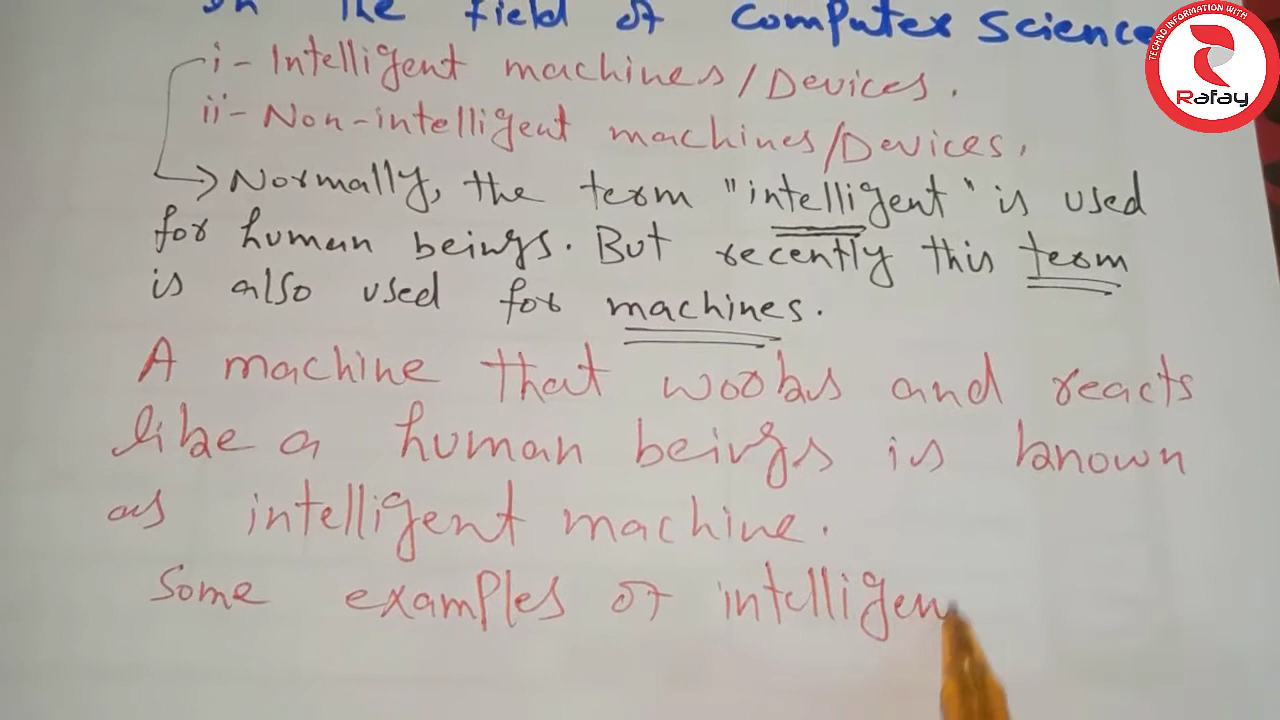 In the field of Computer Science
i- Intelligent machines/Devices.
ii- Non-intelligent machines/Devices.
→ Normally, the term "intelligent" is used
for human beings. But recently this term
is also used for machines.
A machine that works and reacts
like a human beings is known
as intelligent machine.
Some examples of intelligen
TECHNO INFORMATION WITH
Rafay